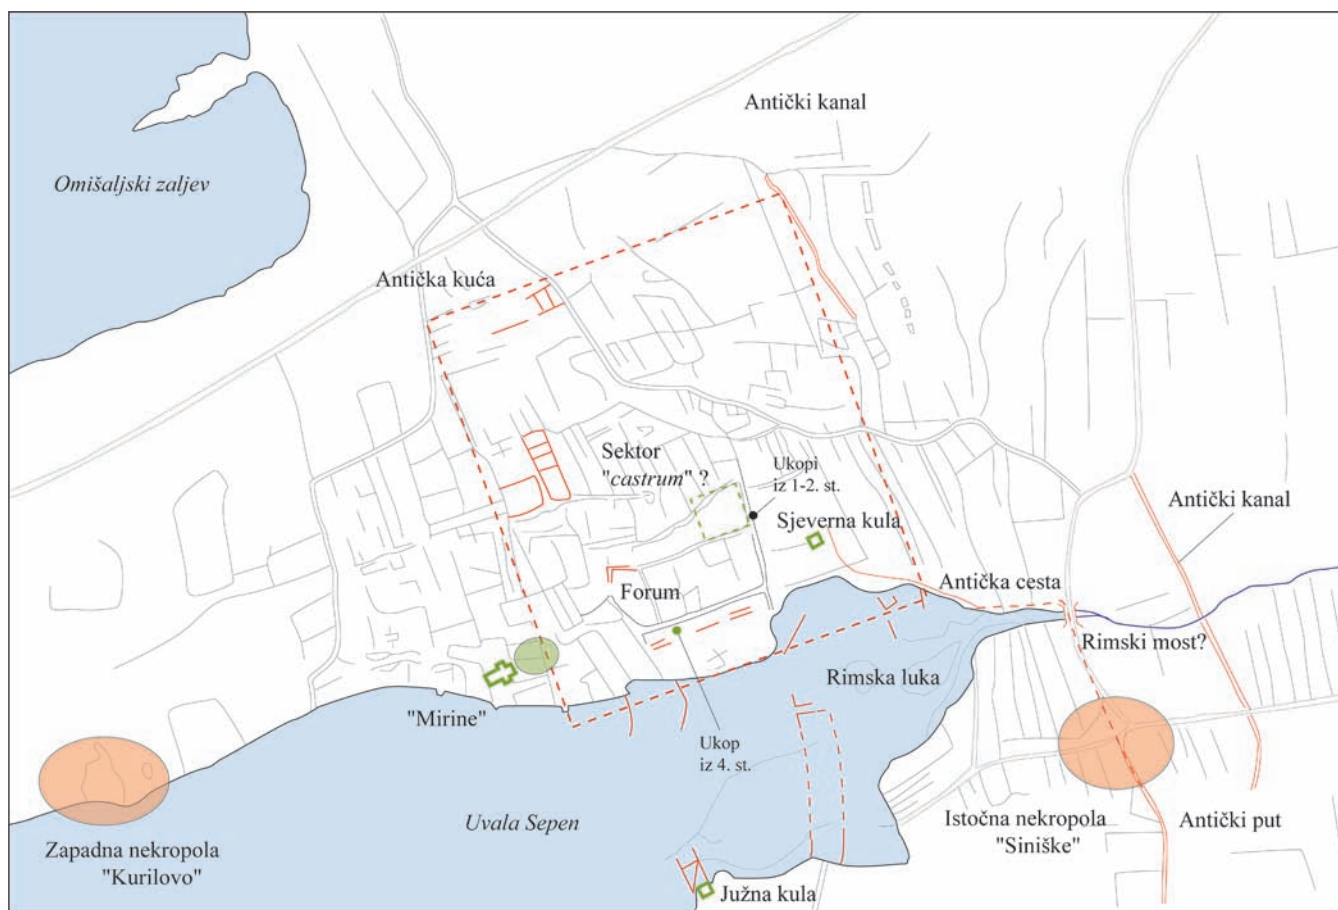 Antički kanal
Omišaljski zaljev
Antička kuća
Sektor
"castrum" ?
Ukopi
iz 1-2. st.
Antički kanal
Sjeverna kula
Antička cesta
Forum
Rimski most?
Rimska luka
"Mirine"
Ukop
iz 4. st.
Uvala Sepen
Istočna nekropola
"Siniške"
Antički put
Zapadna nekropola
"Kurilovo"
Južna kula